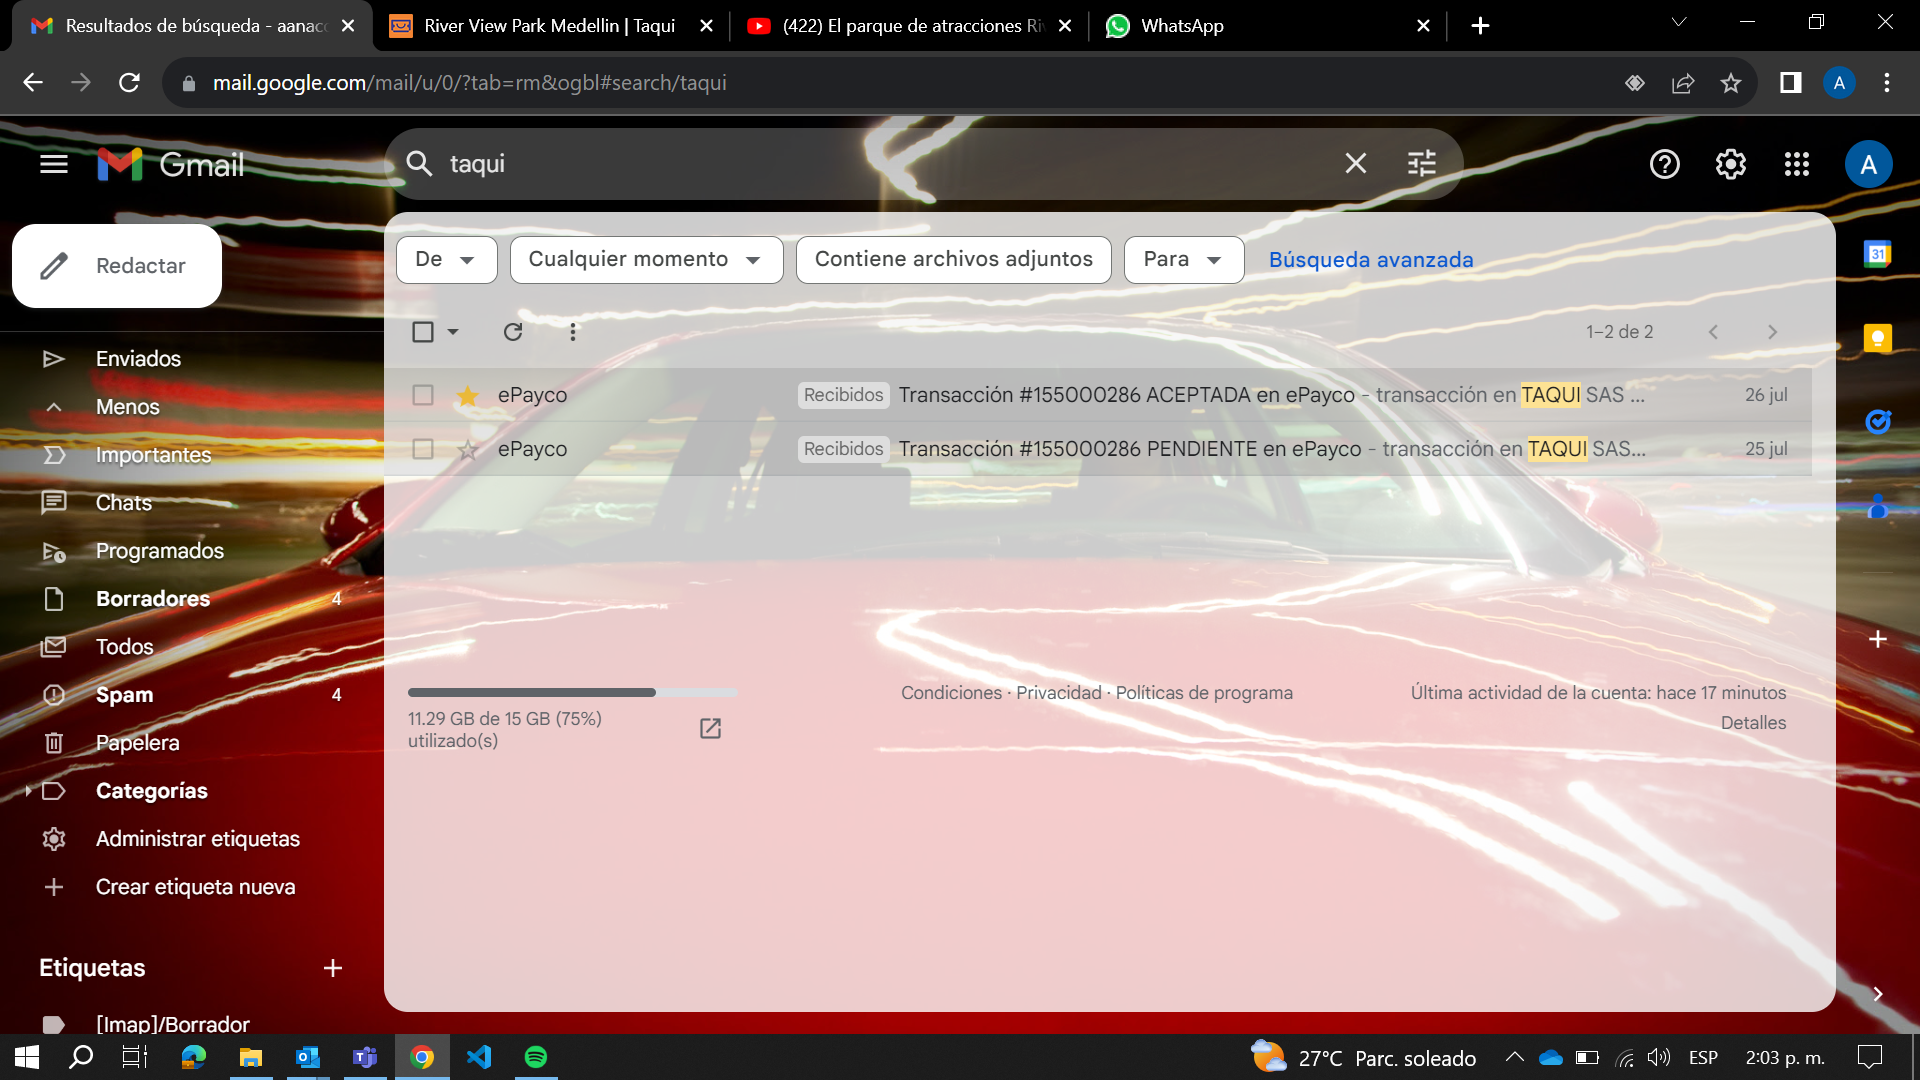 Resultados de búsqueda - aanacc
River View Park Medellin | Taqui
(422) El parque de atracciones Riv
WhatsApp
mail.google.com/mail/u/0/?tab=rm&ogbl#search/taqui
A
Gmail
taqui
A
Redactar
De
Cualquier momento
Contiene archivos adjuntos
Para
Búsqueda avanzada
31
1–2 de 2
Enviados
Menos
Importantes
Chats
Programados
Borradores 4
Todos
Spam 4
Papelera
Categorías
Administrar etiquetas
Crear etiqueta nueva
Etiquetas
[Imap]/Borrador
ePayco Recibidos Transacción #155000286 ACEPTADA en ePayco - transacción en TAQUI SAS ... 26 jul
ePayco Recibidos Transacción #155000286 PENDIENTE en ePayco - transacción en TAQUI SAS... 25 jul
11.29 GB de 15 GB (75%)
utilizado(s)
Condiciones · Privacidad · Políticas de programa
Última actividad de la cuenta: hace 17 minutos
Detalles
27°C Parc. soleado
ESP
2:03 p. m.